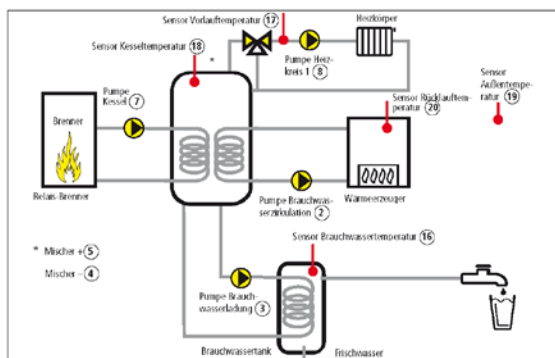 Sensor Vorlauftemperatur 17
Heizkörper
Sensor Kesseltemperatur 18
*
Pumpe Heiz-
kreis 1 8
Sensor
Außentempe-
ratur 19
Sensor Rücklauftem-
peratur 20
Pumpe
Kessel 7
Brenner
Relais-Brenner
Pumpe Brauchwas-
serzirkulation 2
Wärmeerzeuger
* Mischer + 5
Mischer – 4
Sensor Brauchwassertemperatur 16
Pumpe Brauch-
wasserladung 3
Brauchwassertank
Frischwasser